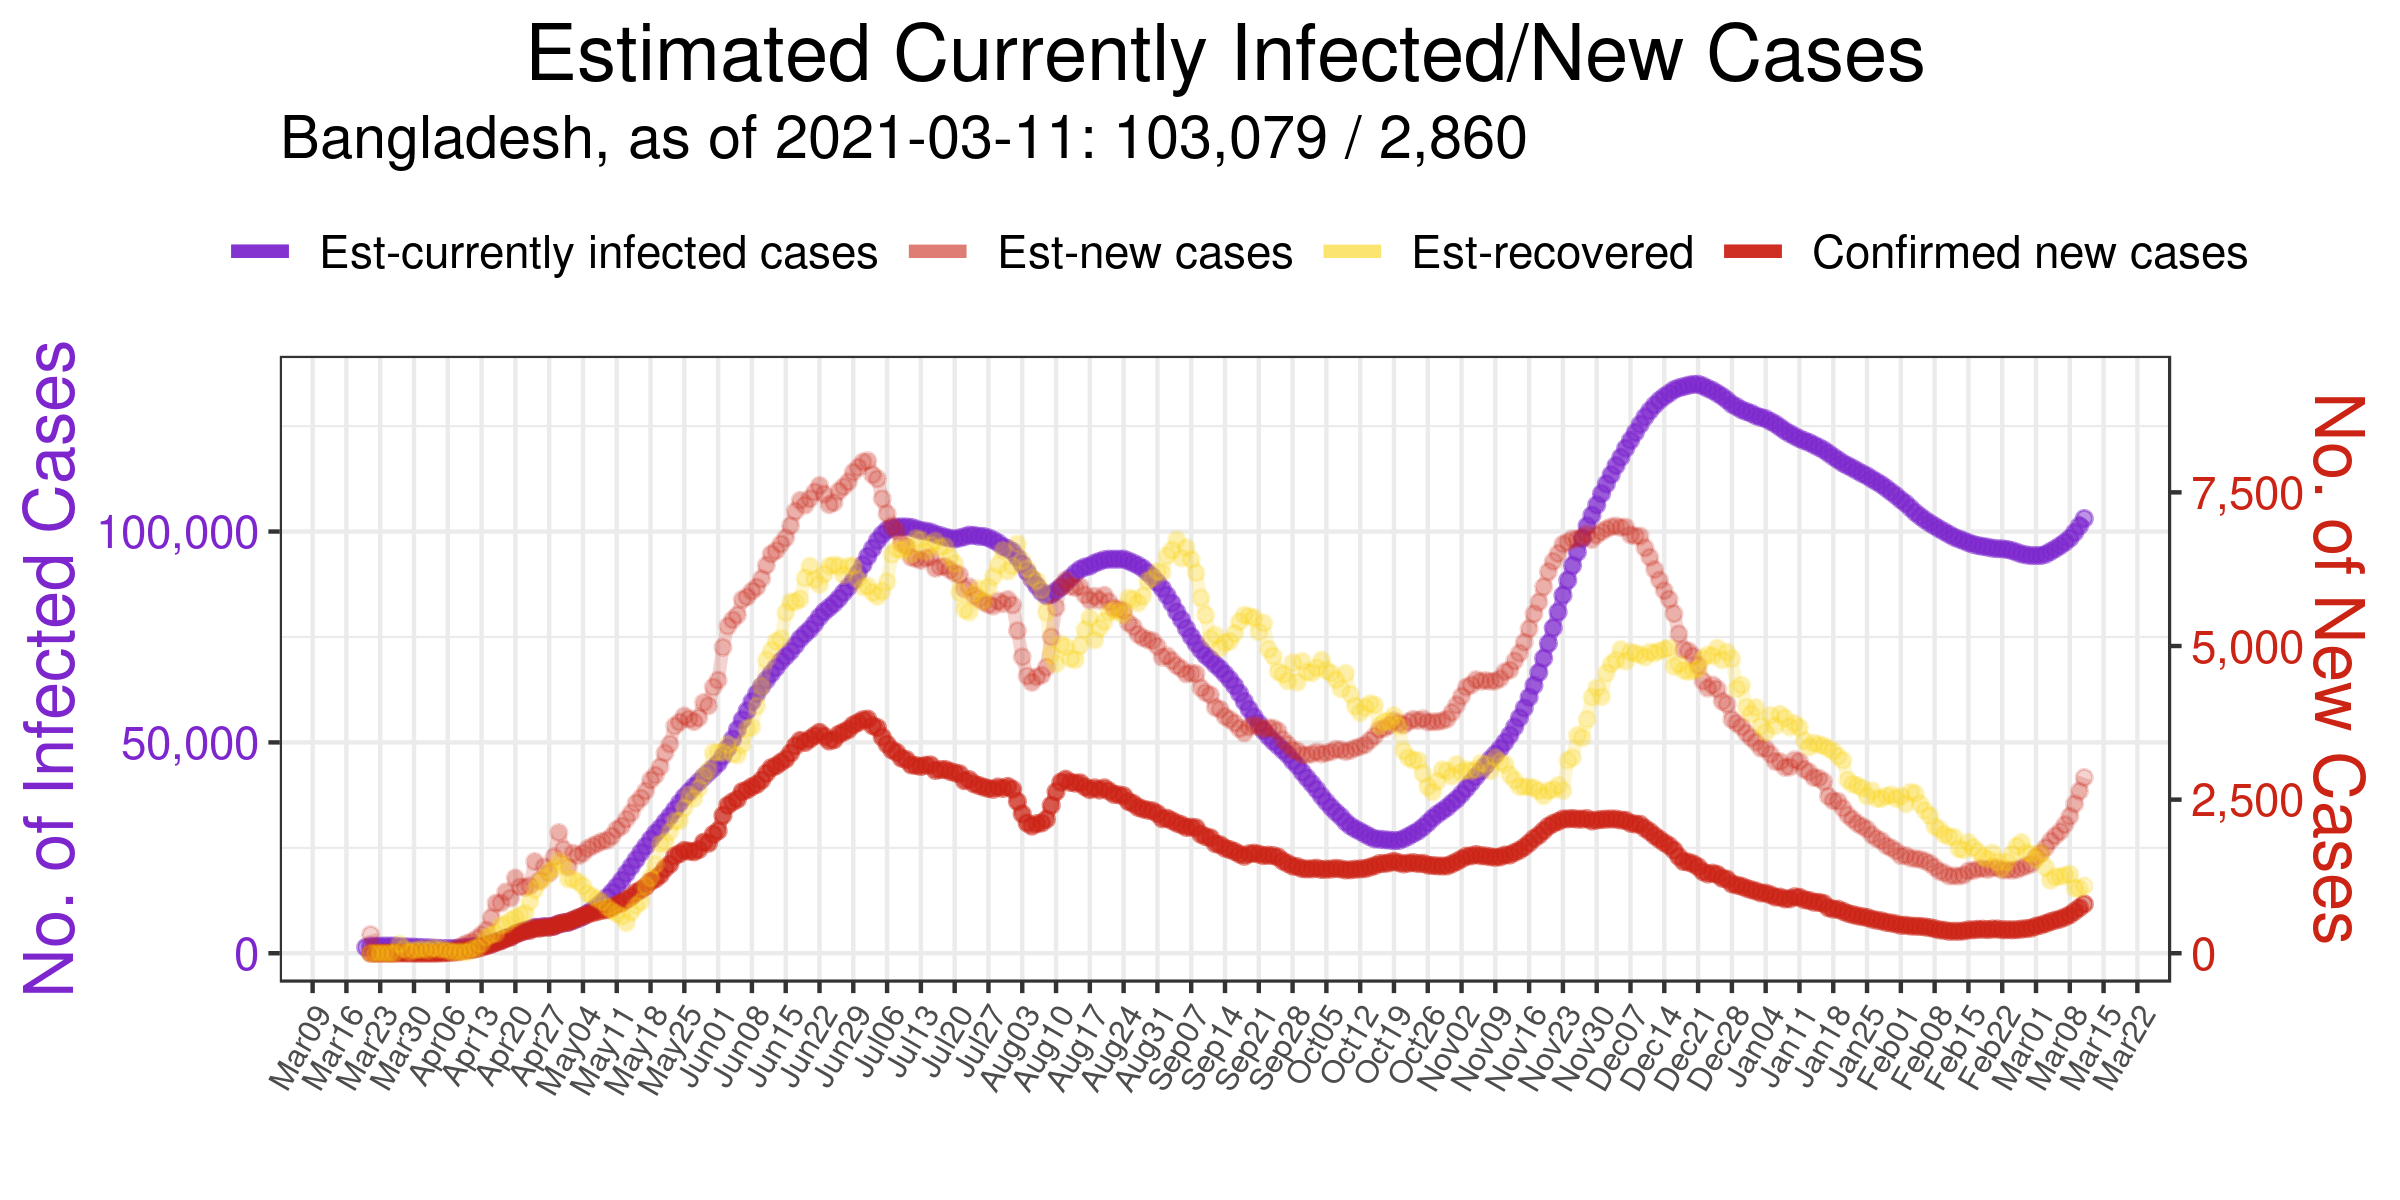 Estimated Currently Infected/New Cases
Bangladesh, as of 2021-03-11: 103,079 / 2,860
Est-currently infected cases Est-new cases Est-recovered Confirmed new cases
No. of Infected Cases
100,000
50,000
0
7,500
5,000
2,500
0
No. of New Cases
Mar09
Mar16
Mar23
Mar30
Apr06
Apr13
Apr20
Apr27
May04
May11
May18
May25
Jun01
Jun08
Jun15
Jun22
Jun29
Jul06
Jul13
Jul20
Jul27
Aug03
Aug10
Aug17
Aug24
Aug31
Sep07
Sep14
Sep21
Sep28
Oct05
Oct12
Oct19
Oct26
Nov02
Nov09
Nov16
Nov23
Nov30
Dec07
Dec14
Dec21
Dec28
Jan04
Jan11
Jan18
Jan25
Feb01
Feb08
Feb15
Feb22
Mar01
Mar08
Mar15
Mar22